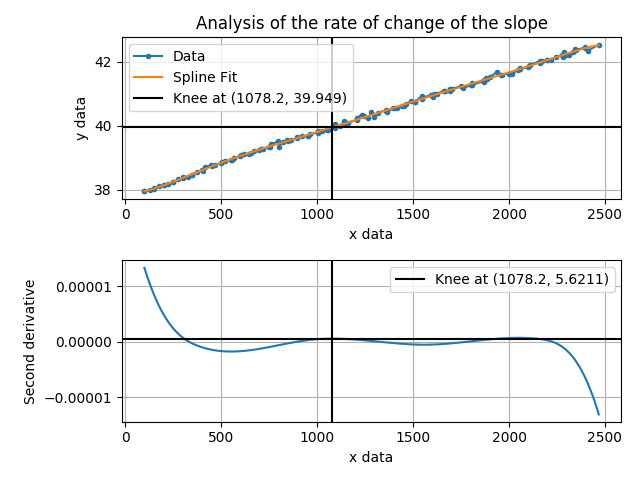 Analysis of the rate of change of the slope
Data
Spline Fit
Knee at (1078.2, 39.949)
42
40
38
y data
0 500 1000 1500 2000 2500
x data
Knee at (1078.2, 5.6211)
0.00001
0.00000
−0.00001
Second derivative
0 500 1000 1500 2000 2500
x data